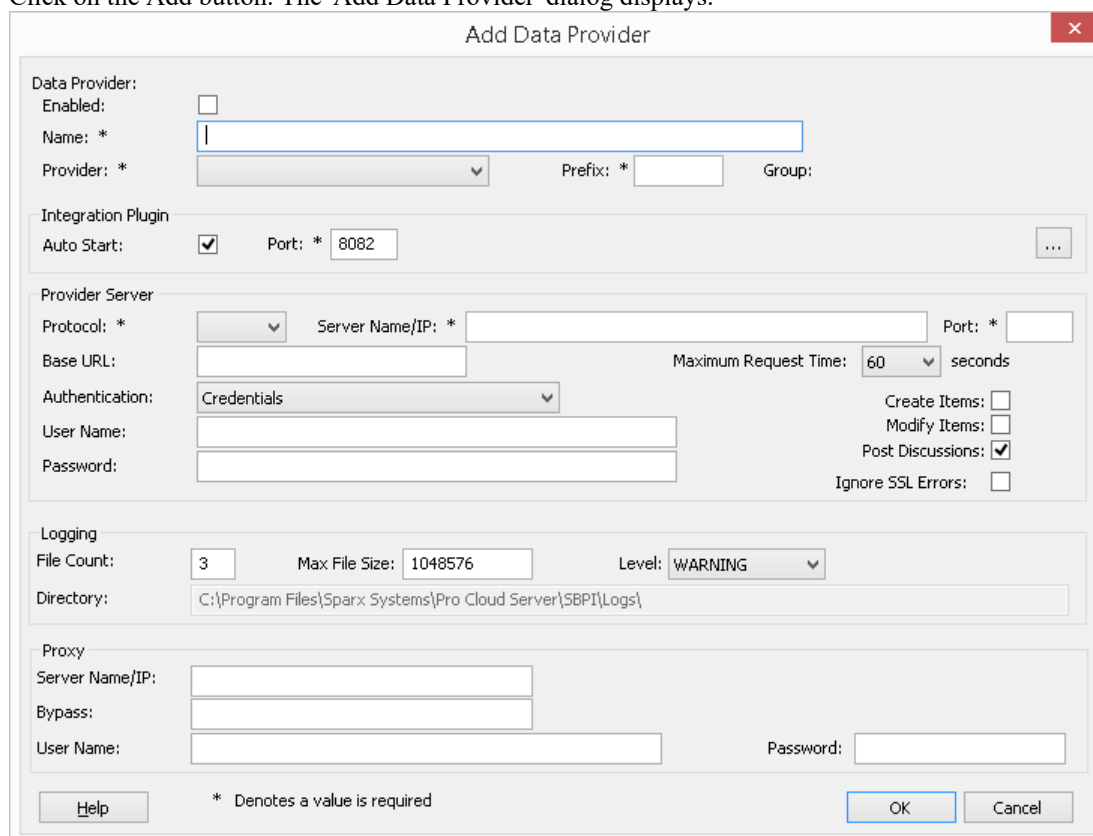 Click on the Add button. The 'Add Data Provider' dialog displays.
Add Data Provider
Data Provider:
Enabled:
Name: *
Provider: * Prefix: * Group:
Integration Plugin
Auto Start: Port: * 8082 ...
Provider Server
Protocol: * Server Name/IP: * Port: *
Base URL: Maximum Request Time: 60 seconds
Authentication: Credentials Create Items:
User Name: Modify Items:
Post Discussions:
Password:
Ignore SSL Errors:
Logging
File Count: 3 Max File Size: 1048576 Level: WARNING
Directory: C:\Program Files\Sparx Systems\Pro Cloud Server\SBPI\Logs\
Proxy
Server Name/IP:
Bypass:
User Name: Password:
Help * Denotes a value is required OK Cancel